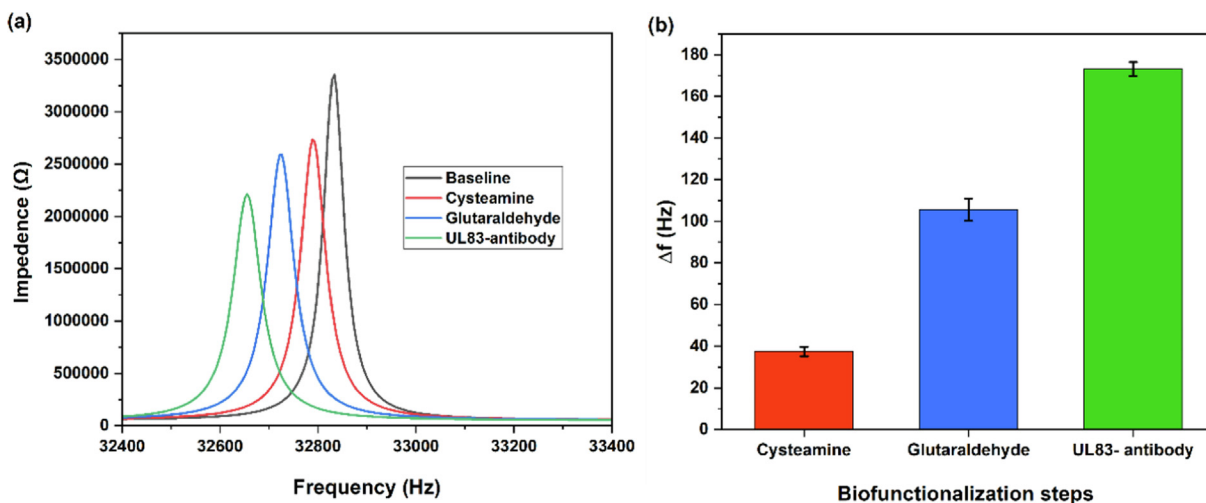 (a)
Impedence (Ω)
3500000
3000000
2500000
2000000
1500000
1000000
500000
0
Baseline
Cysteamine
Glutaraldehyde
UL83-antibody
32400 32600 32800 33000 33200 33400
Frequency (Hz)
(b)
Δf (Hz)
180
160
140
120
100
80
60
40
20
0
Cysteamine Glutaraldehyde UL83- antibody
Biofunctionalization steps